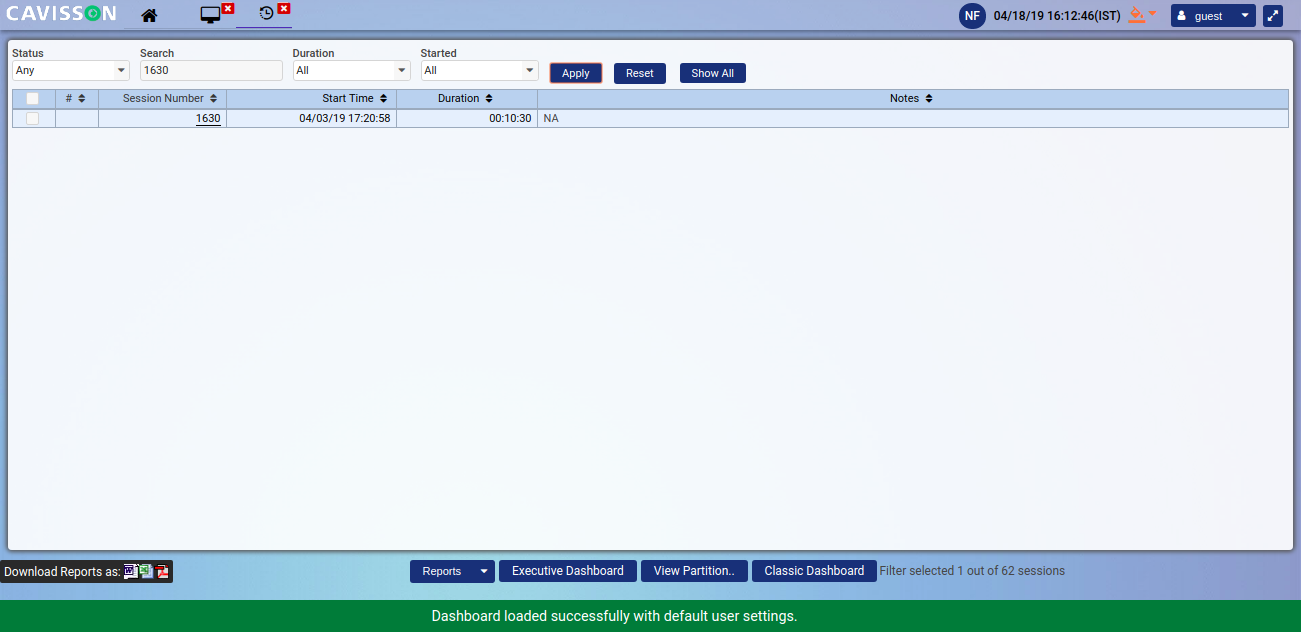 CAVISSON
NF 04/18/19 16:12:46(IST) guest
Status Search Duration Started
Any 1630 All All Apply Reset Show All
# Session Number Start Time Duration Notes
1630 04/03/19 17:20:58 00:10:30 NA
Download Reports as: Reports Executive Dashboard View Partition.. Classic Dashboard Filter selected 1 out of 62 sessions
Dashboard loaded successfully with default user settings.